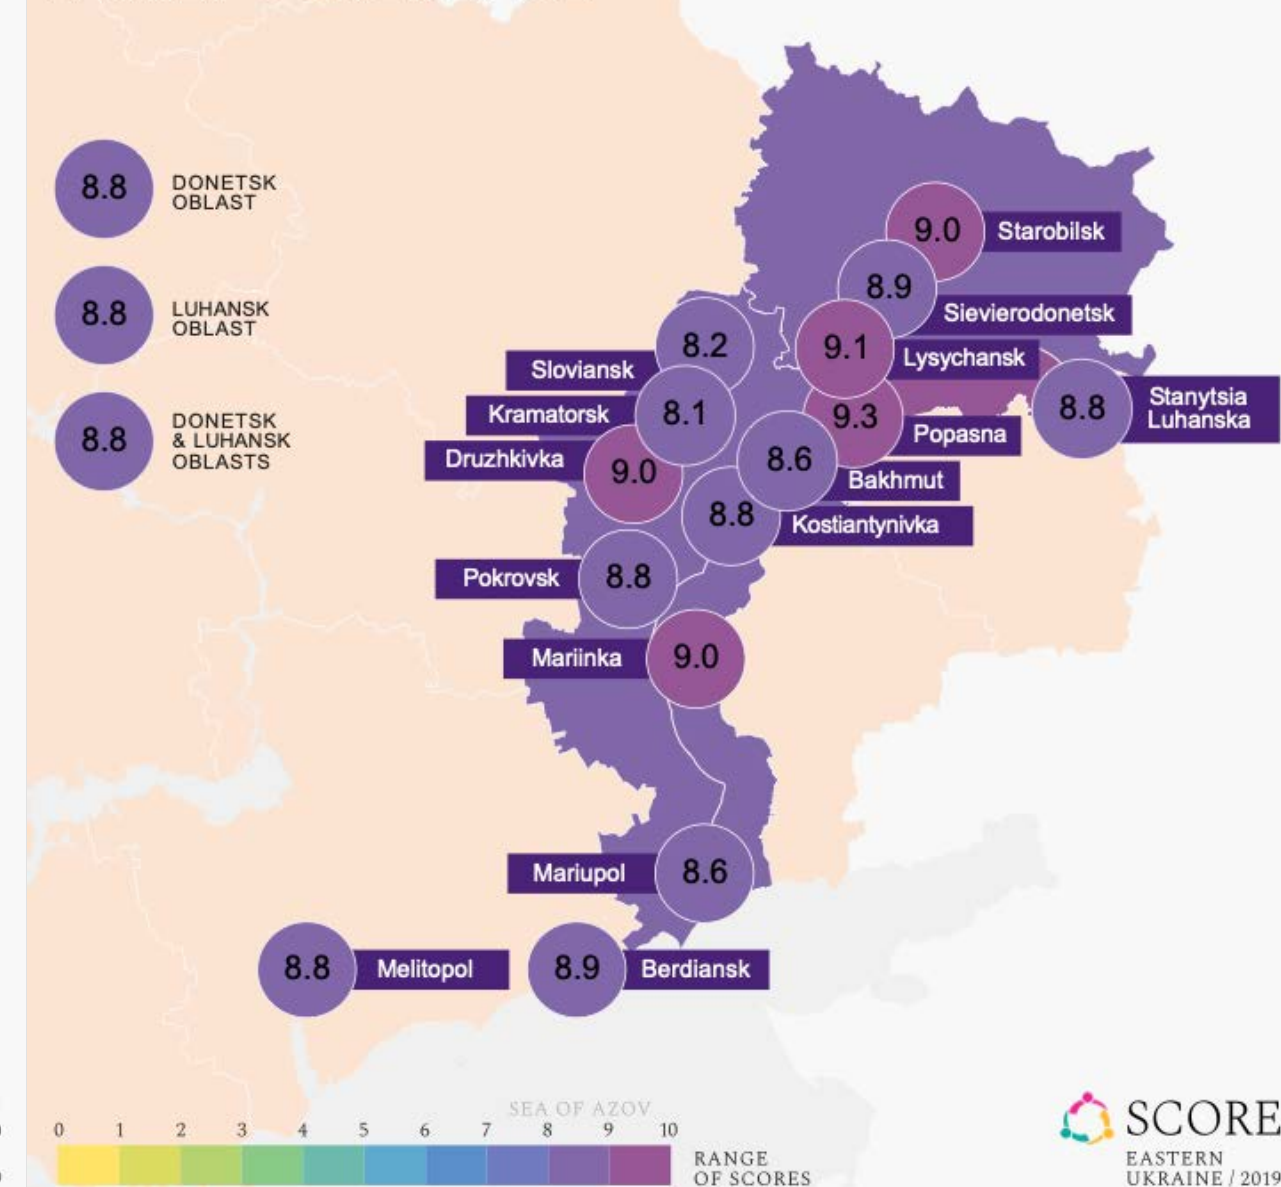 8.8
DONETSK
OBLAST
8.8
LUHANSK
OBLAST
8.8
DONETSK
& LUHANSK
OBLASTS
9.0
Starobilsk
8.9
Sievierodonetsk
9.1
Lysychansk
8.2
Sloviansk
8.8
Stanytsia
Luhanska
8.1
Kramatorsk
9.3
Popasna
9.0
Druzhkivka
8.6
Bakhmut
8.8
Kostiantynivka
8.8
Pokrovsk
9.0
Mariinka
8.6
Mariupol
8.8
Melitopol
8.9
Berdiansk
SEA OF AZOV
0 1 2 3 4 5 6 7 8 9 10
RANGE
OF SCORES
SCORE
EASTERN
UKRAINE / 2019